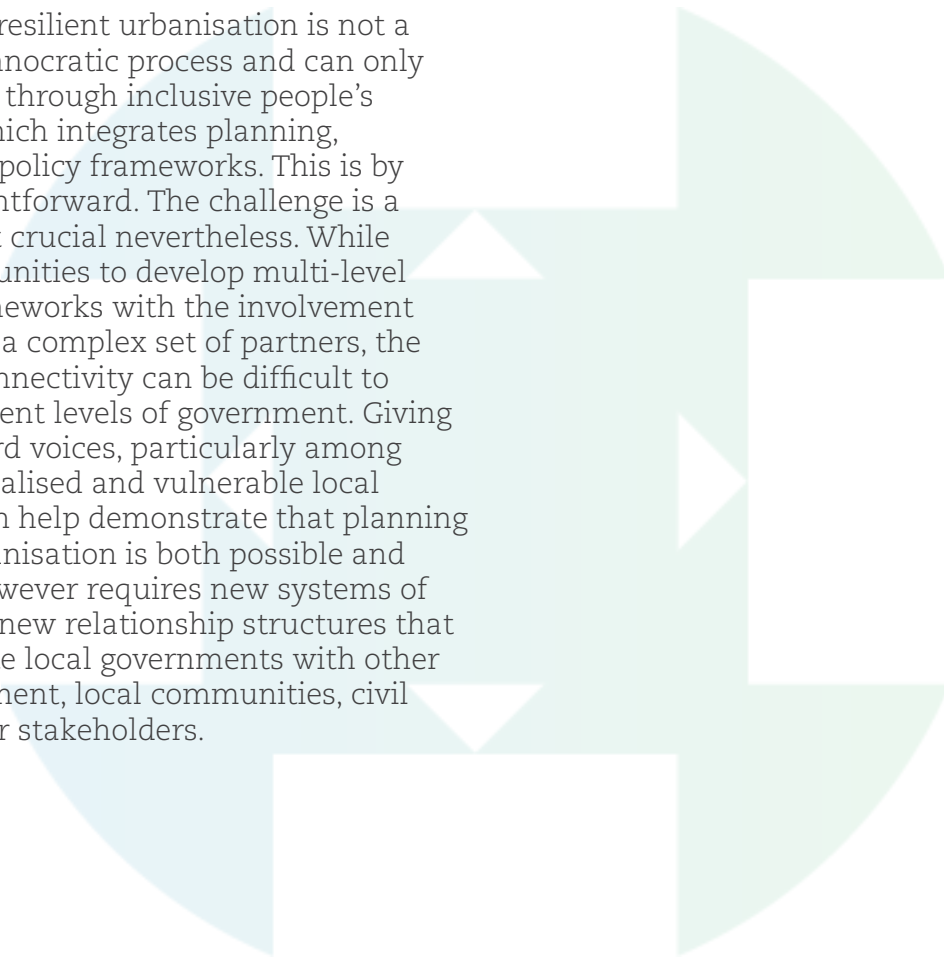 resilient urbanisation is not a
nocratic process and can only
through inclusive people's
ich integrates planning,
policy frameworks. This is by
ntforward. The challenge is a
crucial nevertheless. While
unities to develop multi-level
neworks with the involvement
a complex set of partners, the
nnectivity can be difficult to
ent levels of government. Giving
rd voices, particularly among
alised and vulnerable local
n help demonstrate that planning
anisation is both possible and
wever requires new systems of
new relationship structures that
e local governments with other
ment, local communities, civil
r stakeholders.